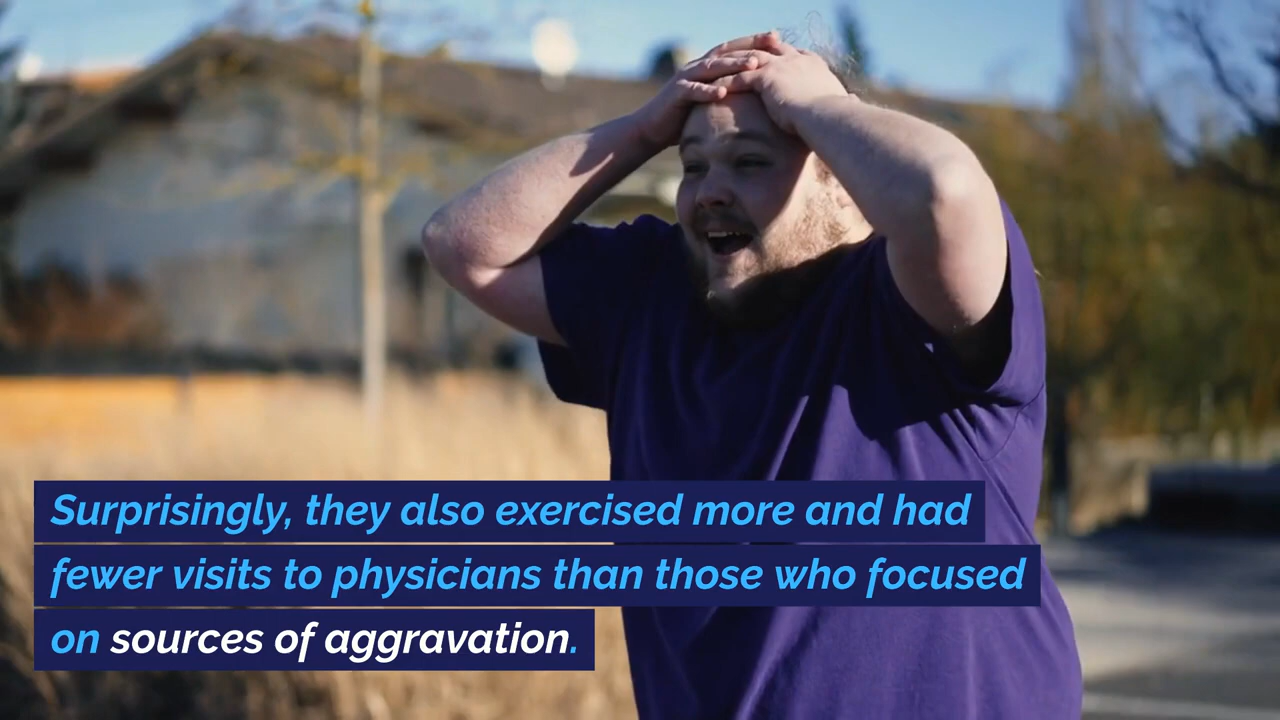 Surprisingly, they also exercised more and had
fewer visits to physicians than those who focused
on sources of aggravation.